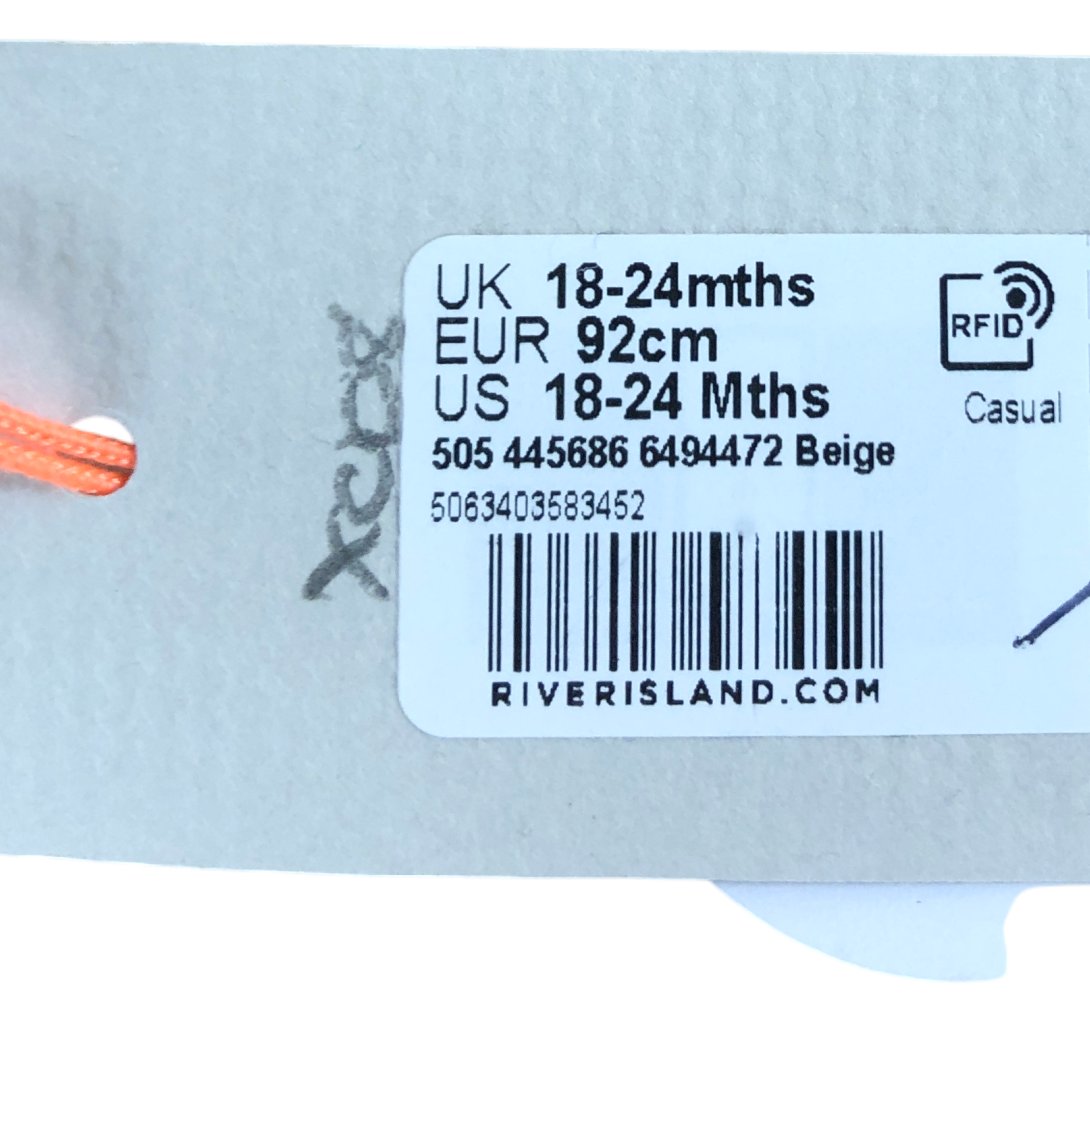 UK 18-24mths
EUR 92cm
US 18-24 Mths
505 445686 6494472 Beige
5063403583452
RIVERISLAND.COM
RFID
Casual